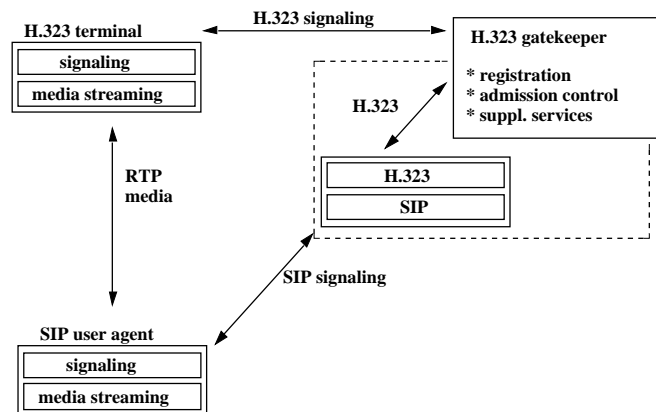 H.323 signaling
H.323 terminal
signaling
media streaming
H.323 gatekeeper
* registration
* admission control
* suppl. services
H.323
H.323
SIP
RTP
media
SIP signaling
SIP user agent
signaling
media streaming